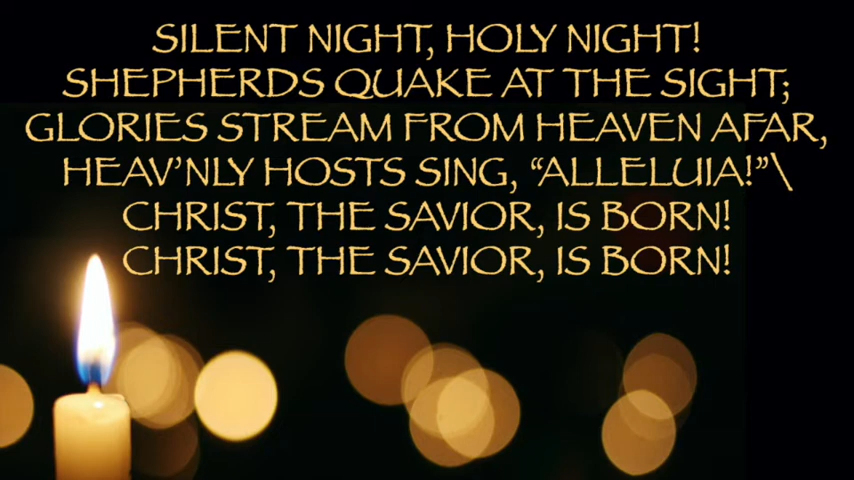 SILENT NIGHT, HOLY NIGHT!
SHEPHERDS QUAKE AT THE SIGHT;
GLORIES STREAM FROM HEAVEN AFAR,
HEAV’NLY HOSTS SING, “ALLELUIA!”\
CHRIST, THE SAVIOR, IS BORN!
CHRIST, THE SAVIOR, IS BORN!